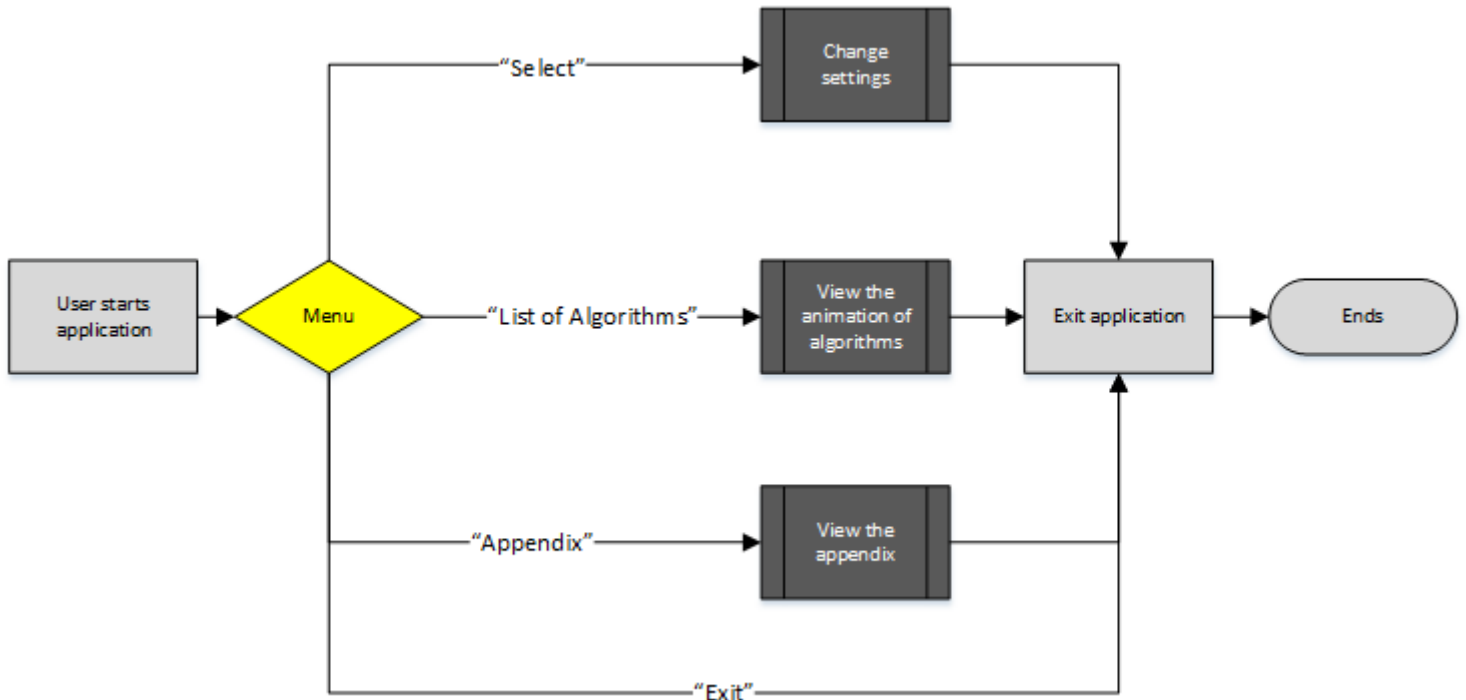 “Select”
Change
settings
User starts
application
Menu
“List of Algorithms”
View the
animation of
algorithms
Exit application
Ends
“Appendix”
View the
appendix
“Exit”